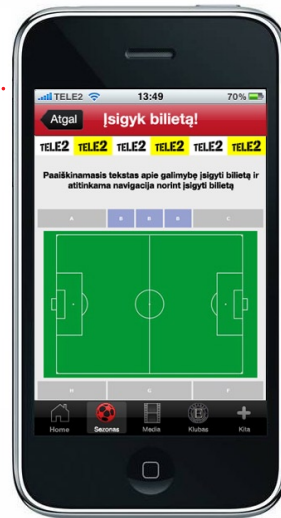 TELE2 13:49 70%
Atgal Įsigyk bilietą!
TELE2 TELE2 TELE2 TELE2 TELE2 TELE2
Paaiškinamasis tekstas apie galimybę įsigyti bilietą ir
atitinkama navigacija norint įsigyti bilietą
A B B B C
G F
Home Sezonas Media Klubas Kita